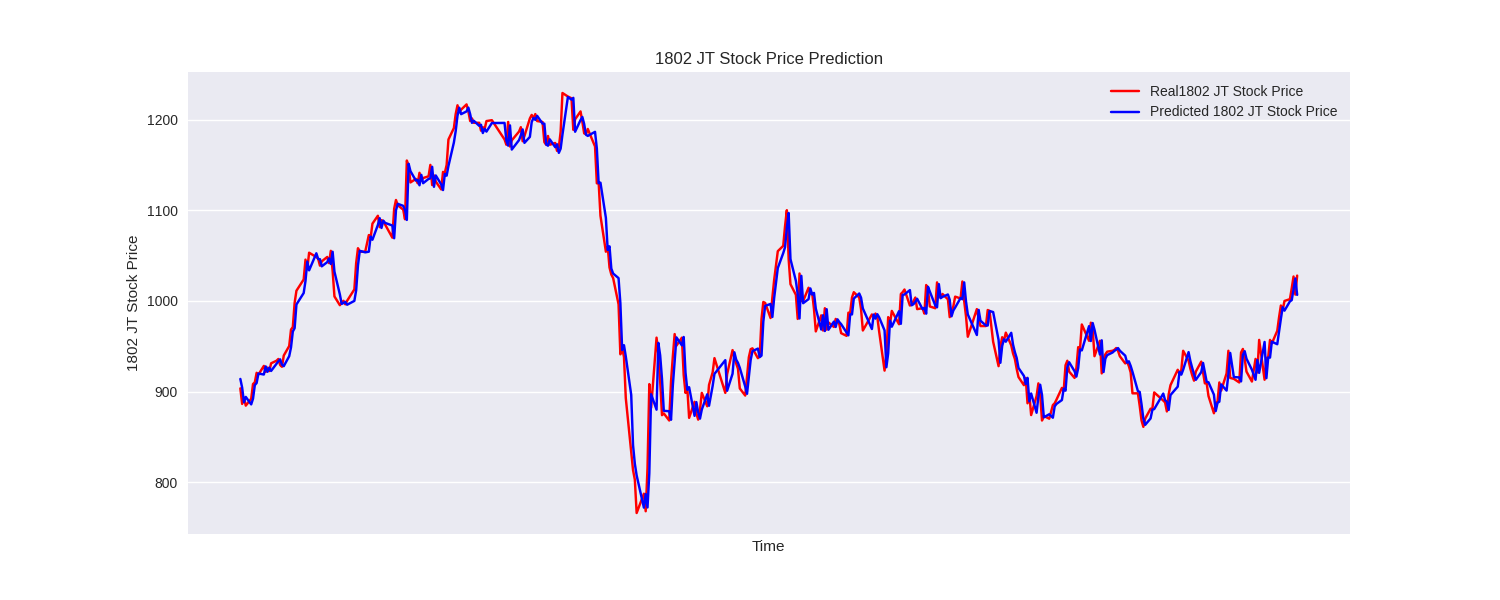 1802 JT Stock Price Prediction
Real1802 JT Stock Price
Predicted 1802 JT Stock Price
1200
1100
1000
900
800
1802 JT Stock Price
Time